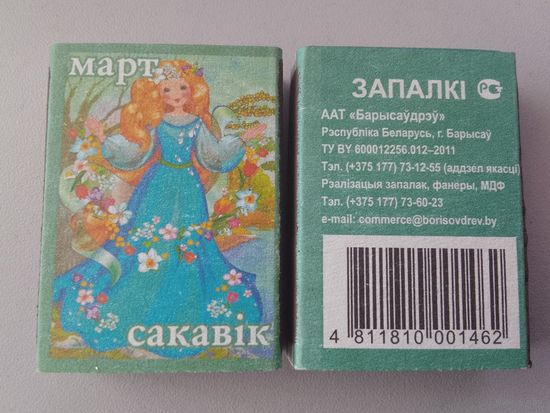 март
сакавік
ЗАПАЛКІ
ААТ «Барысаўдрэў»
Рэспубліка Беларусь, г. Барысаў
ТУ BY 600012256.012–2011
Тэл. (+375 177) 73-12-55 (аддзел якасці)
Рэалізацыя запалак, фанеры, МДФ
Тэл. (+375 177) 73-60-23
e-mail: commerce@borisovdrev.by
4 811810 001462